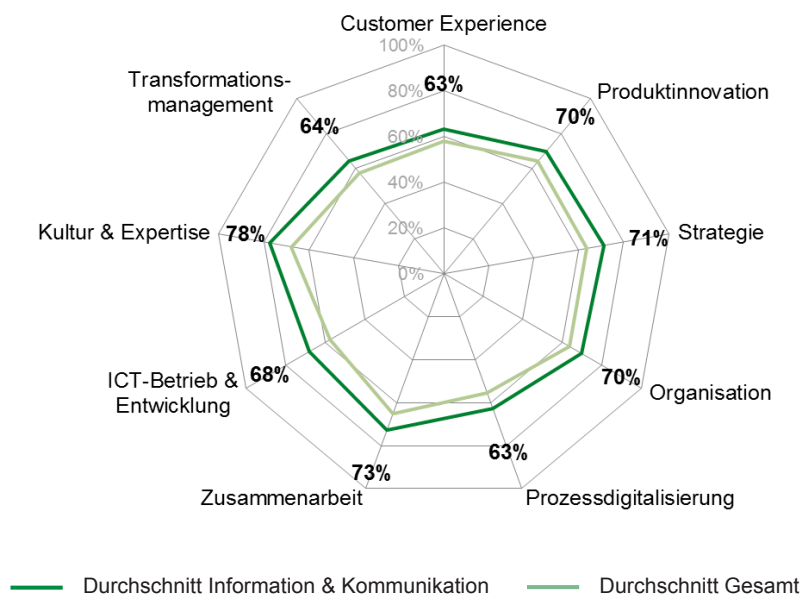 Customer Experience
100%
63%
80%
60%
40%
20%
0%
Produktinnovation
70%
Strategie
71%
Organisation
70%
Prozessdigitalisierung
63%
Zusammenarbeit
73%
ICT-Betrieb &
Entwicklung
68%
Kultur & Expertise
78%
Transformations-
management
64%
Durchschnitt Information & Kommunikation
Durchschnitt Gesamt